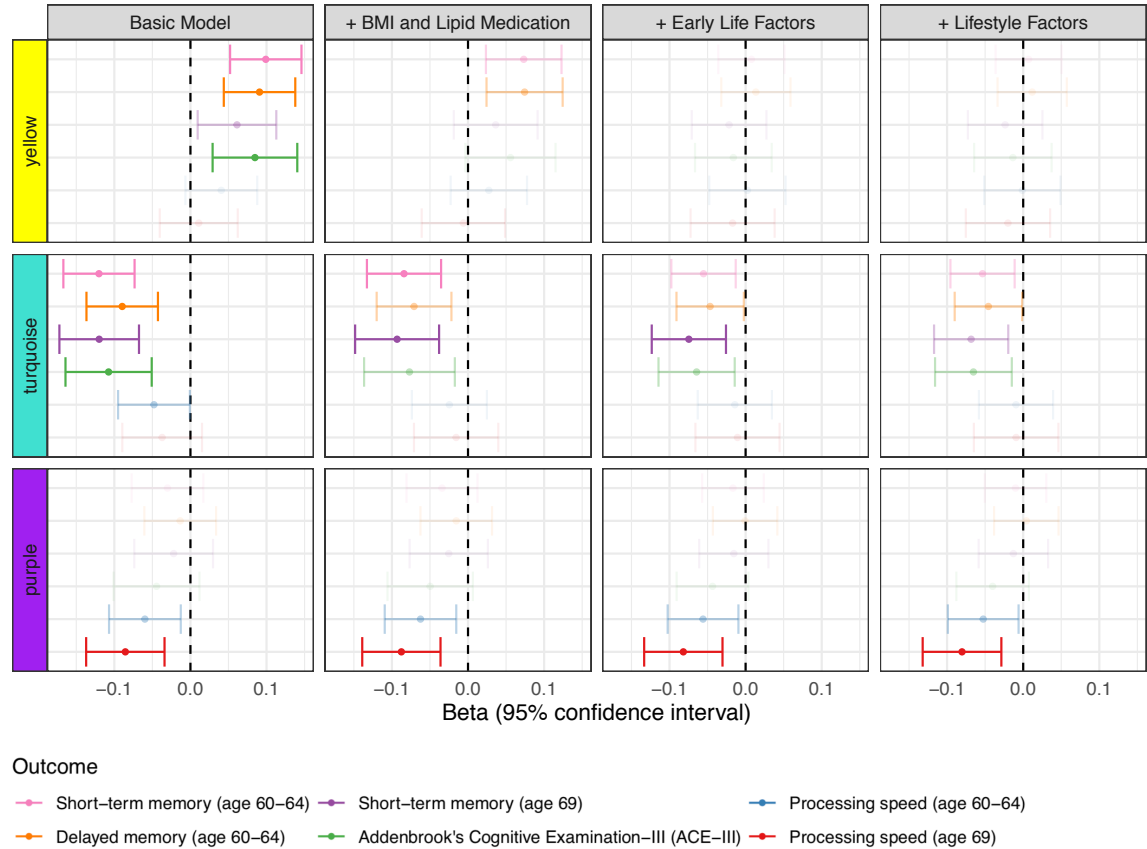 Basic Model + BMI and Lipid Medication + Early Life Factors + Lifestyle Factors
yellow
turquoise
purple
−0.1 0.0 0.1 −0.1 0.0 0.1 −0.1 0.0 0.1 −0.1 0.0 0.1
Beta (95% confidence interval)
Outcome
Short−term memory (age 60−64) Short−term memory (age 69) Processing speed (age 60−64)
Delayed memory (age 60−64) Addenbrook's Cognitive Examination−III (ACE−III) Processing speed (age 69)